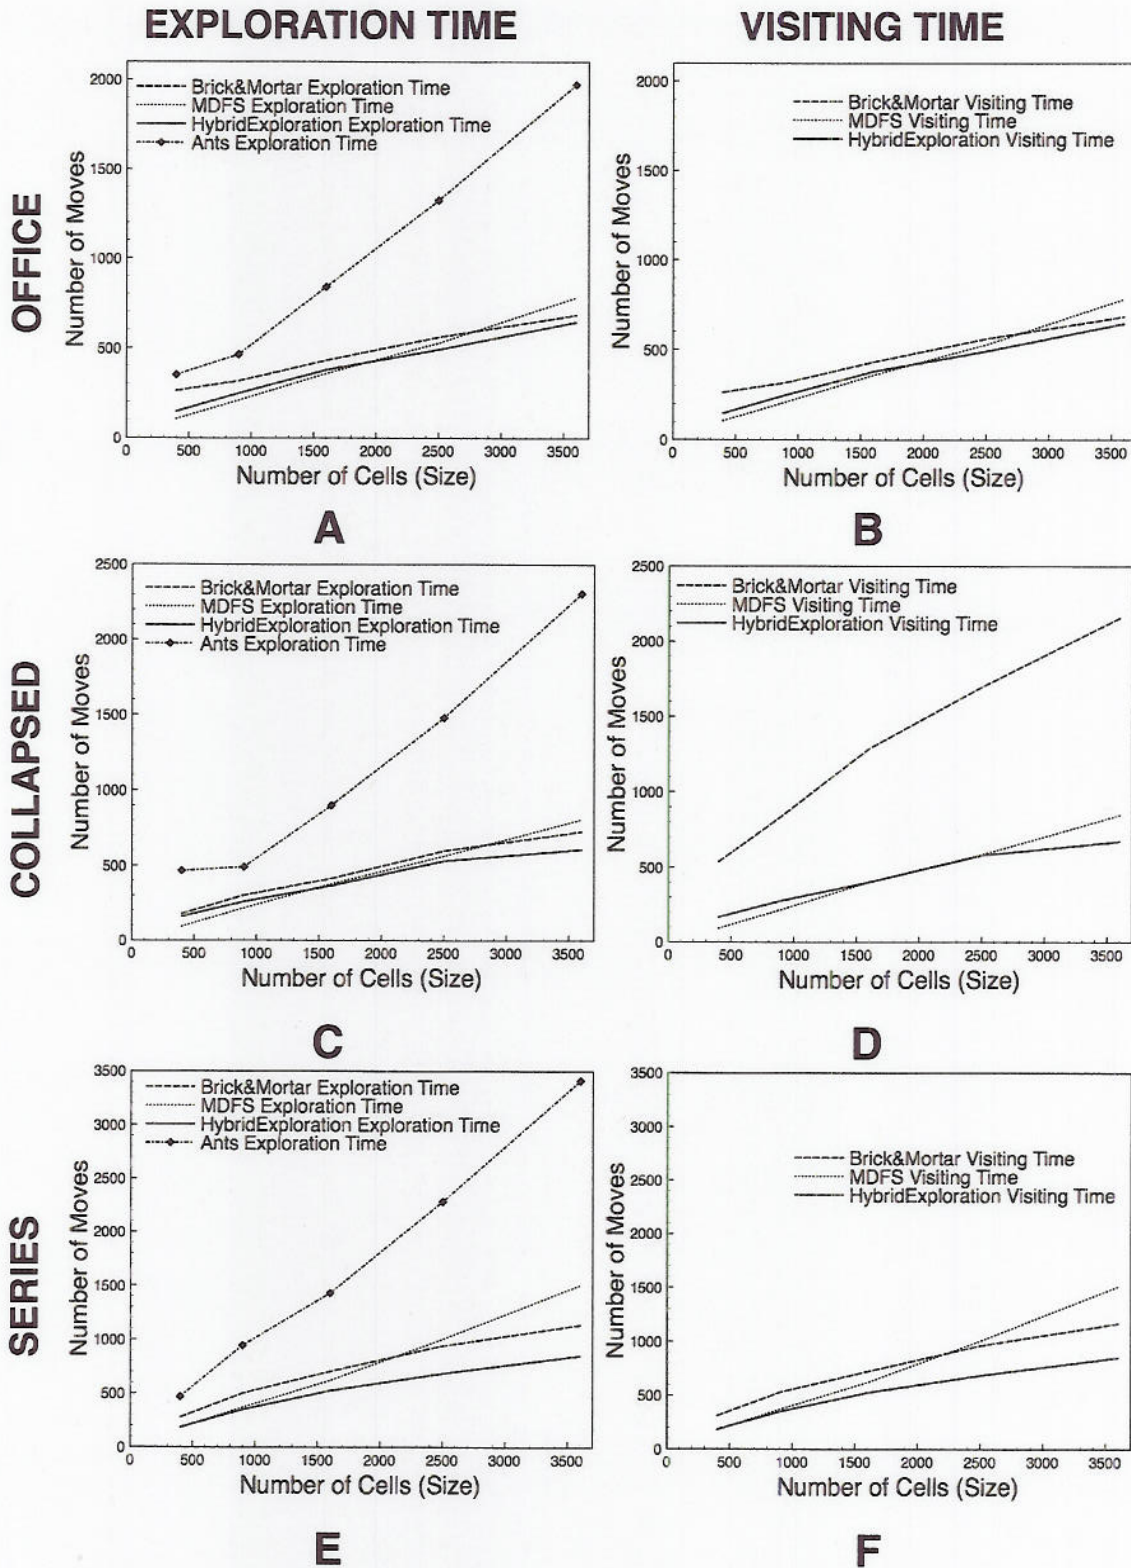 EXPLORATION TIME
VISITING TIME
OFFICE
Number of Moves
2000
1500
1000
500
0
Brick&Mortar Exploration Time
MDFS Exploration Time
HybridExploration Exploration Time
Ants Exploration Time
0 500 1000 1500 2000 2500 3000 3500
Number of Cells (Size)
A
Number of Moves
2000
1500
1000
500
0
Brick&Mortar Visiting Time
MDFS Visiting Time
HybridExploration Visiting Time
0 500 1000 1500 2000 2500 3000 3500
Number of Cells (Size)
B
COLLAPSED
Number of Moves
2500
2000
1500
1000
500
0
Brick&Mortar Exploration Time
MDFS Exploration Time
HybridExploration Exploration Time
Ants Exploration Time
0 500 1000 1500 2000 2500 3000 3500
Number of Cells (Size)
C
Number of Moves
2500
2000
1500
1000
500
0
Brick&Mortar Visiting Time
MDFS Visiting Time
HybridExploration Visiting Time
0 500 1000 1500 2000 2500 3000 3500
Number of Cells (Size)
D
SERIES
Number of Moves
3500
3000
2500
2000
1500
1000
500
0
Brick&Mortar Exploration Time
MDFS Exploration Time
HybridExploration Exploration Time
Ants Exploration Time
0 500 1000 1500 2000 2500 3000 3500
Number of Cells (Size)
E
Number of Moves
3500
3000
2500
2000
1500
1000
500
0
Brick&Mortar Visiting Time
MDFS Visiting Time
HybridExploration Visiting Time
0 500 1000 1500 2000 2500 3000 3500
Number of Cells (Size)
F